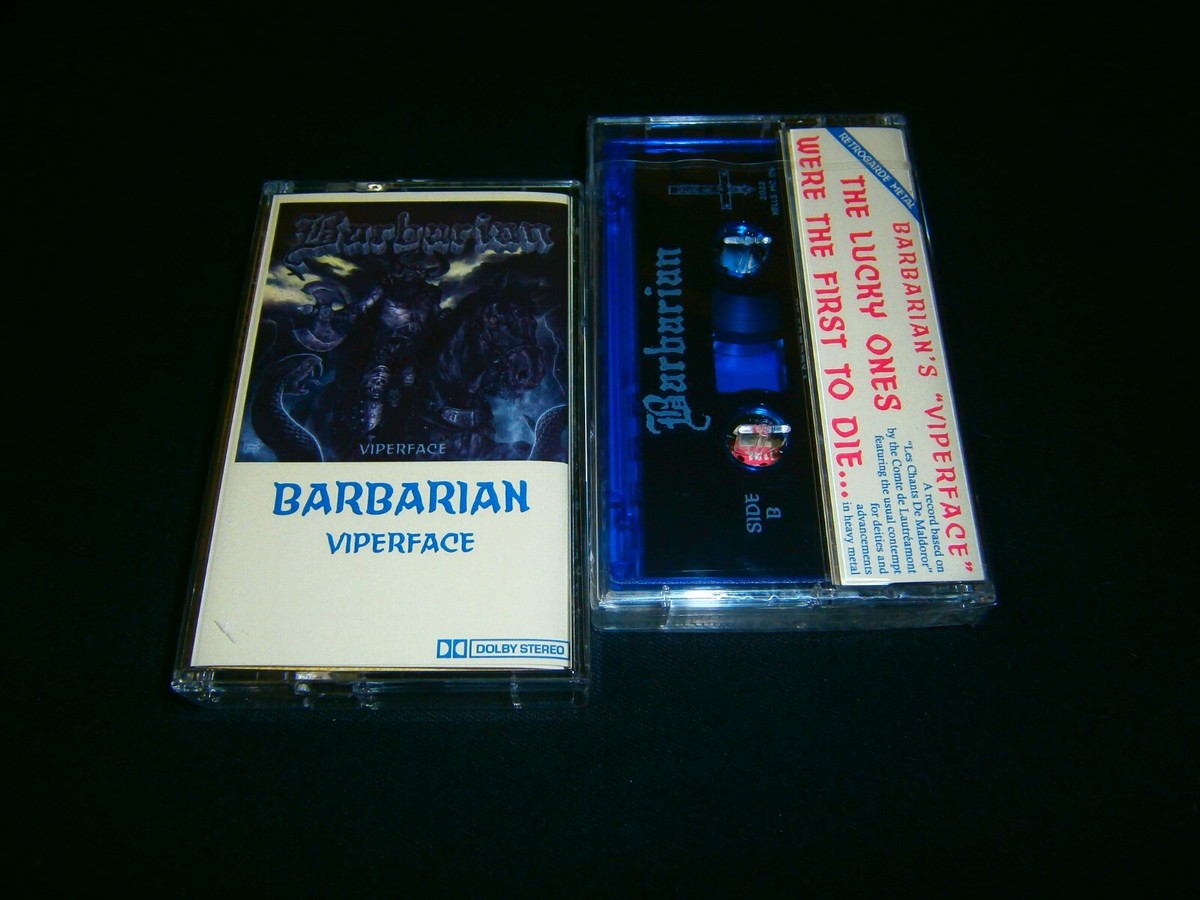 Barbarian
VIPERFACE
BARBARIAN
VIPERFACE
DOLBY STEREO
Barbarian
2022
SIDE
B
RETROGARDE METAL
BARBARIAN'S "VIPERFACE"
THE LUCKY ONES
WERE THE FIRST TO DIE...
A record based on
"Les Chants De Maldoror"
by the Comte de Lautréamont
featuring the usual contempt
for deities and
advancements
in heavy metal